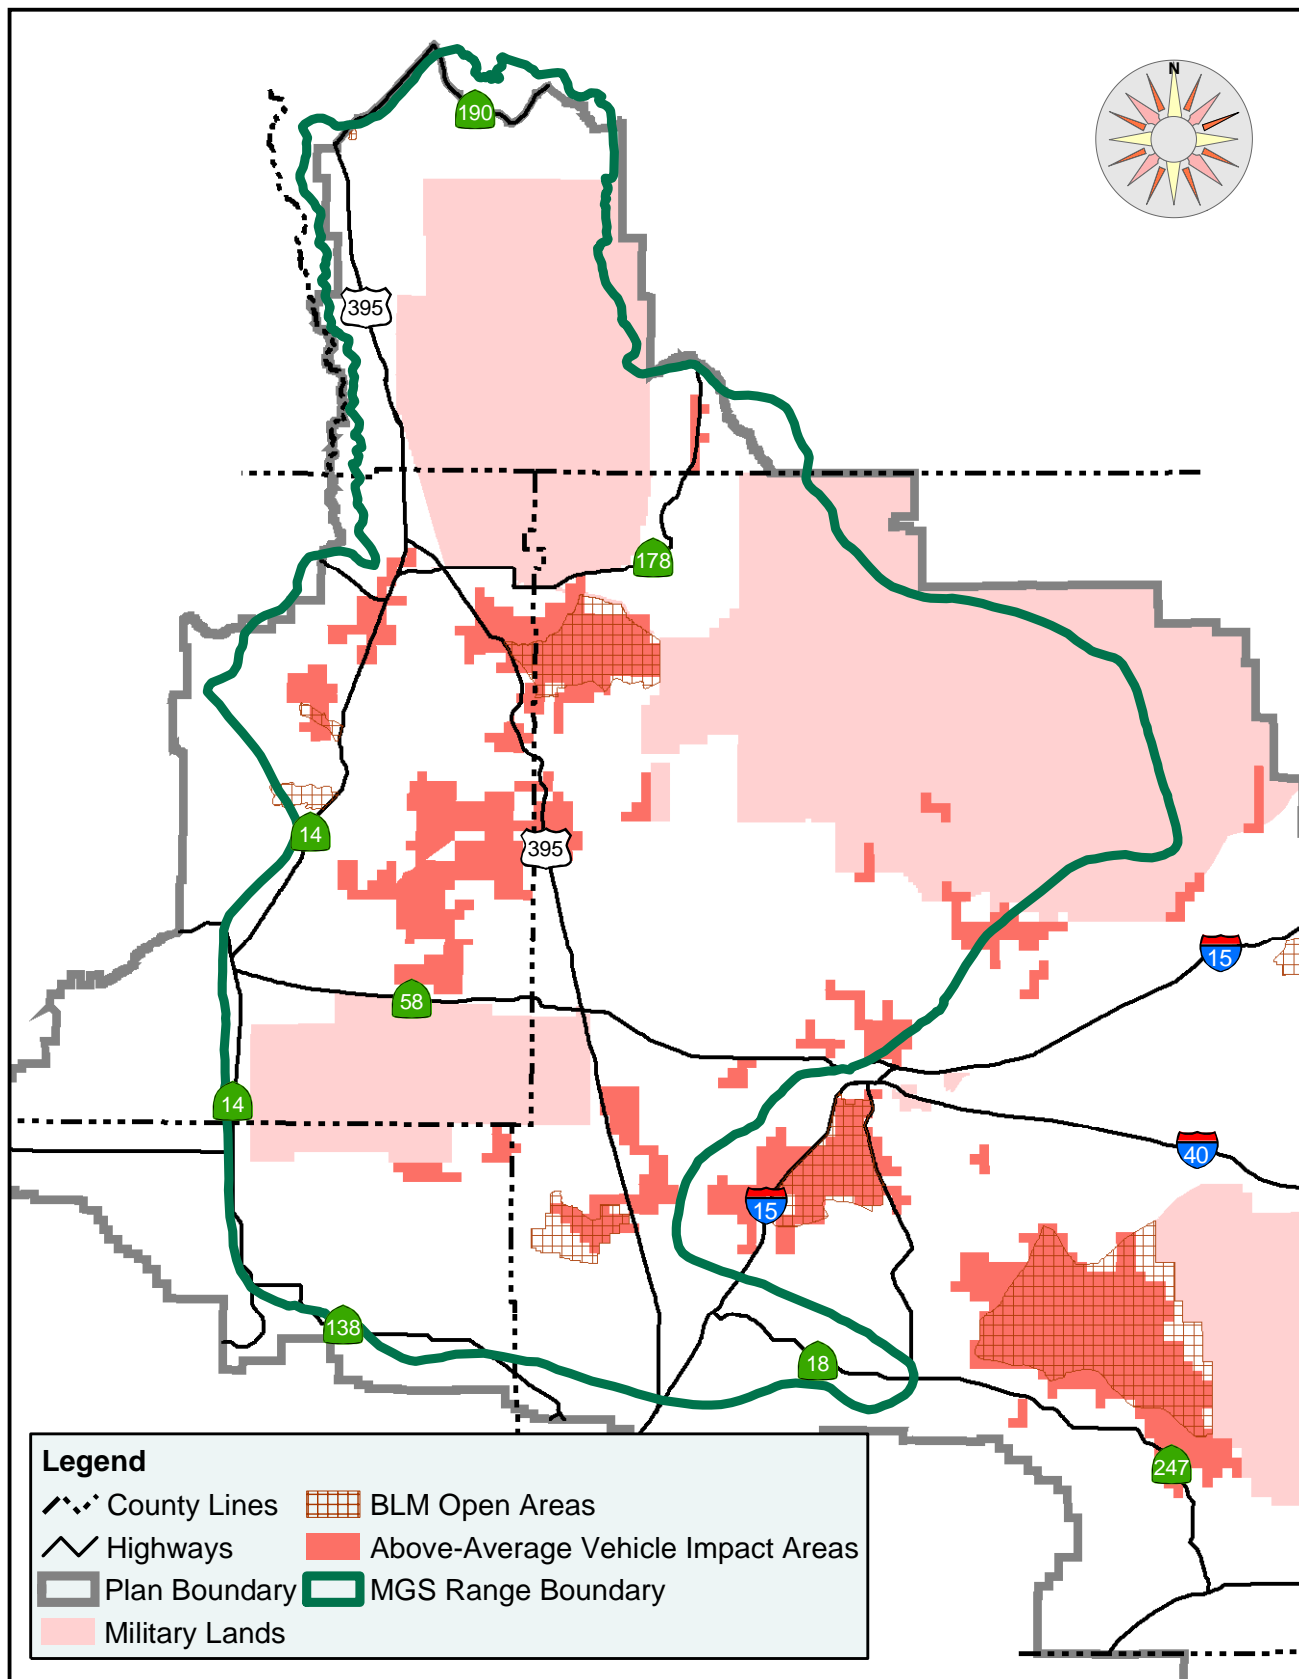 N
190
395
178
14
395
15
58
14
40
15
138
18
247
Legend
County Lines
BLM Open Areas
Highways
Above-Average Vehicle Impact Areas
Plan Boundary
MGS Range Boundary
Military Lands